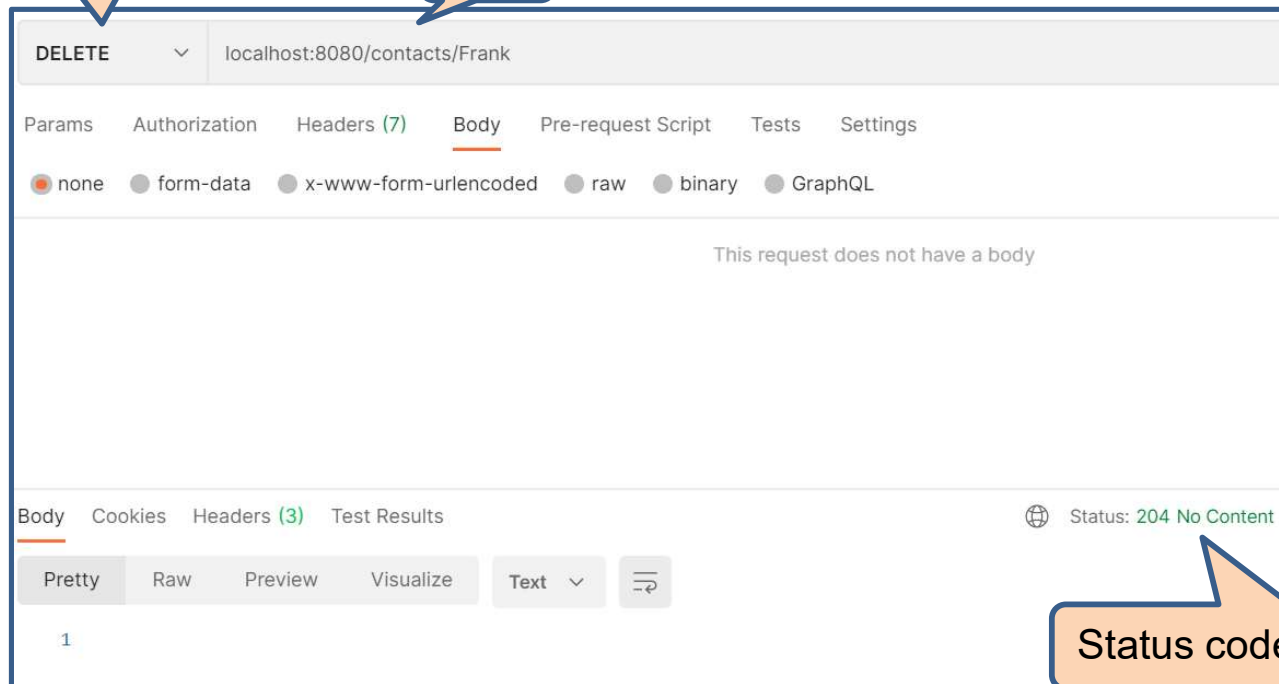 DELETE localhost:8080/contacts/Frank
Params Authorization Headers (7) Body Pre-request Script Tests Settings
none form-data x-www-form-urlencoded raw binary GraphQL
This request does not have a body
Body Cookies Headers (3) Test Results Status: 204 No Content
Pretty Raw Preview Visualize Text
1
Status code